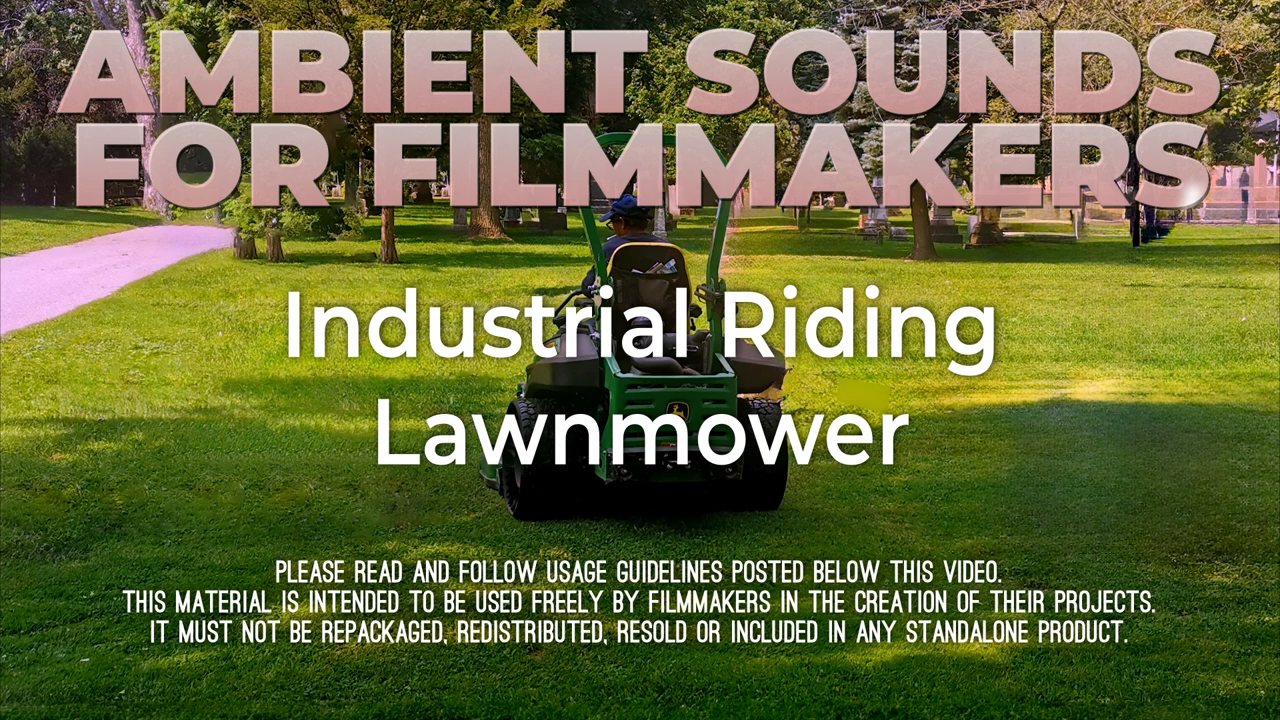 AMBIENT SOUNDS
FOR FILMMAKERS
Industrial Riding
Lawnmower
PLEASE READ AND FOLLOW USAGE GUIDELINES POSTED BELOW THIS VIDEO.
THIS MATERIAL IS INTENDED TO BE USED FREELY BY FILMMAKERS IN THE CREATION OF THEIR PROJECTS.
IT MUST NOT BE REPACKAGED, REDISTRIBUTED, RESOLD OR INCLUDED IN ANY STANDALONE PRODUCT.